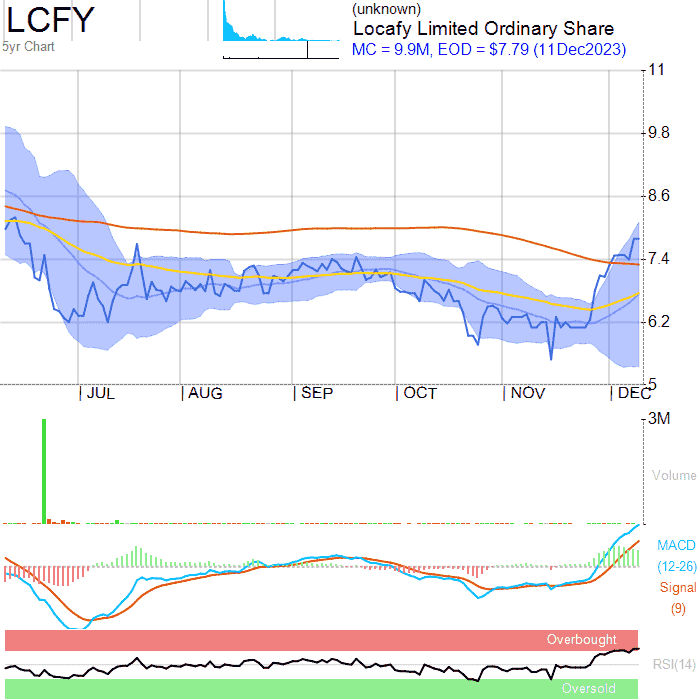 LCFY
5yr Chart
(unknown)
Locafy Limited Ordinary Share
MC = 9.9M, EOD = $7.79 (11Dec2023)
11
9.8
8.6
7.4
6.2
5
JUL AUG SEP OCT NOV DEC
3M
Volume
MACD
(12-26)
Signal
(9)
Overbought
RSI(14)
Oversold